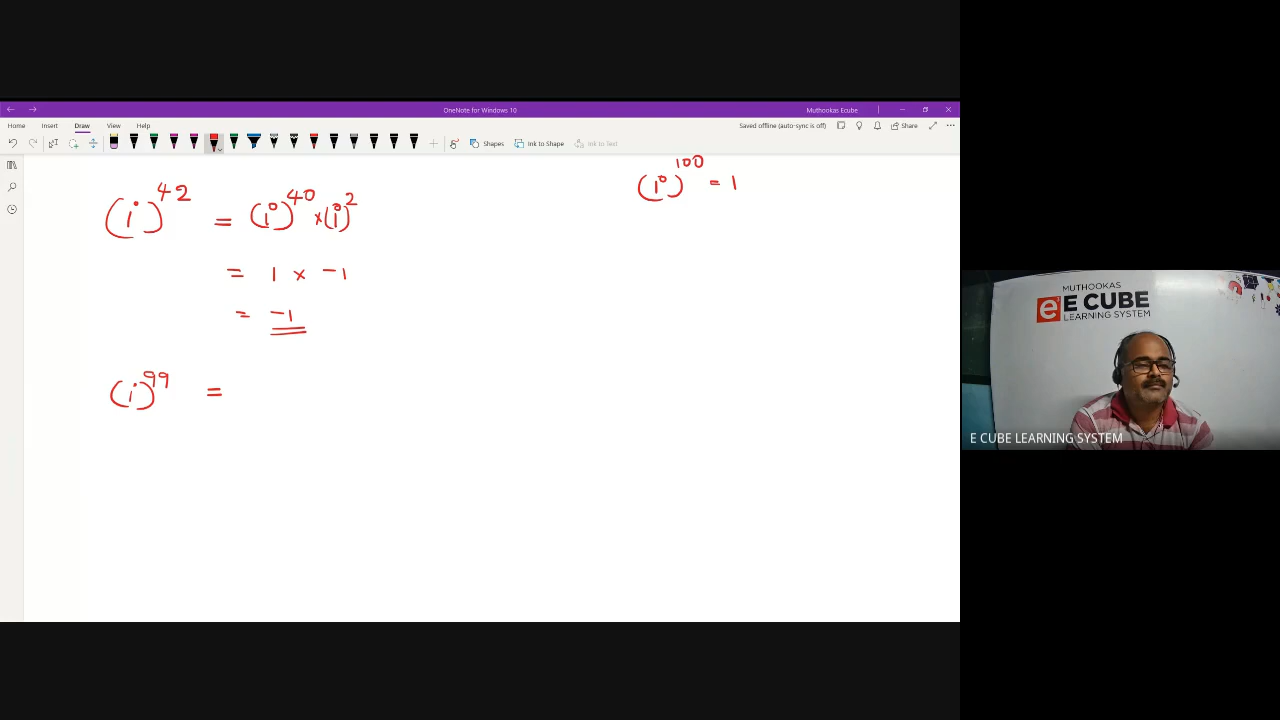 OneNote for Windows 10
Muthookas Ecube
Home Insert Draw View Help
Saved offline (auto-sync is off)
Share
Shapes
Ink to Shape
Ink to Text
(i)^100 = 1
(i)^42 = (i)^40 × (i)^2
= 1 × -1
= -1
(i)^99 =
MUTHOOKAS
e E CUBE
LEARNING SYSTEM
E CUBE LEARNING SYSTEM